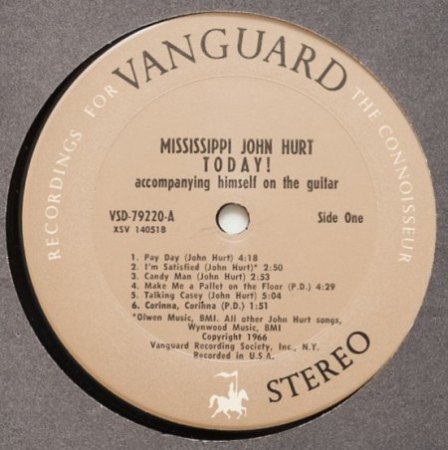 RECORDINGS FOR VANGUARD THE CONNOISSEUR
MISSISSIPPI JOHN HURT
TODAY!
accompanying himself on the guitar
VSD-79220-A
XSV 140518
Side One
1. Pay Day (John Hurt) 4:18
2. I'm Satisfied (John Hurt)* 2:50
3. Candy Man (John Hurt) 2:53
4. Make Me a Pallet on the Floor (P.D.) 4:29
5. Talking Casey (John Hurt) 5:04
6. Corinna, Corinna (P.D.) 1:51
*Olwen Music, BMI. All other John Hurt songs,
Wynwood Music, BMI
Copyright 1966
Vanguard Recording Society, Inc., N.Y.
Recorded in U.S.A.
STEREO